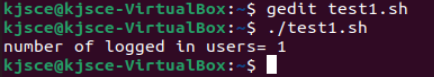 kjsce@kjsce-VirtualBox:~$ gedit test1.sh
kjsce@kjsce-VirtualBox:~$ ./test1.sh
number of logged in users= 1
kjsce@kjsce-VirtualBox:~$